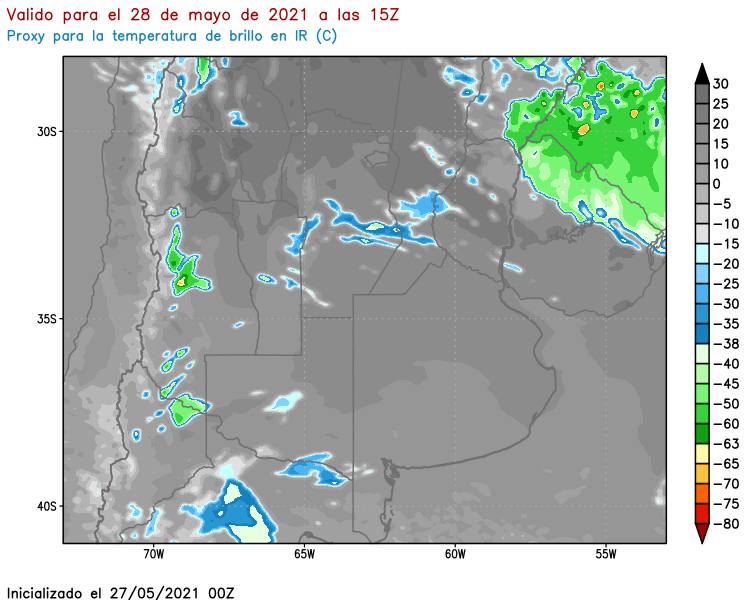 Valido para el 28 de mayo de 2021 a las 15Z
Proxy para la temperatura de brillo en IR (C)
30
25
20
15
10
5
0
−5
−10
−15
−20
−25
−30
−35
−38
−40
−45
−50
−60
−63
−65
−70
−75
−80
30S
35S
40S
70W
65W
60W
55W
Inicializado el 27/05/2021 00Z